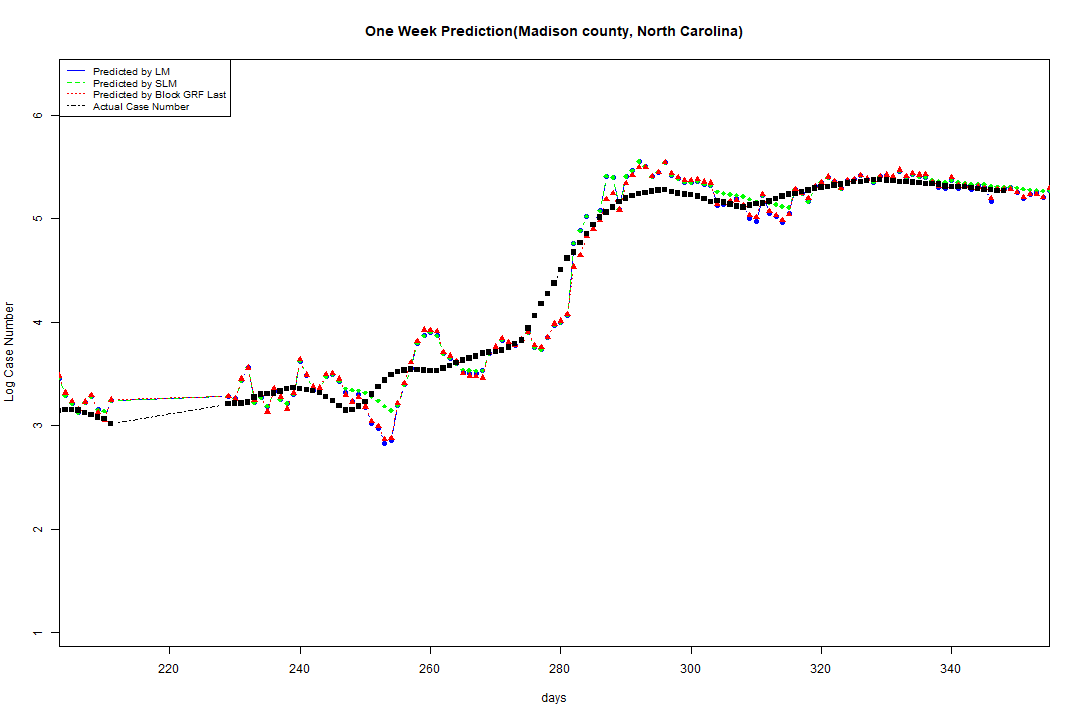 One Week Prediction(Madison county, North Carolina)
Predicted by LM
Predicted by SLM
Predicted by Block GRF Last
Actual Case Number
6
5
4
3
2
1
Log Case Number
220 240 260 280 300 320 340
days